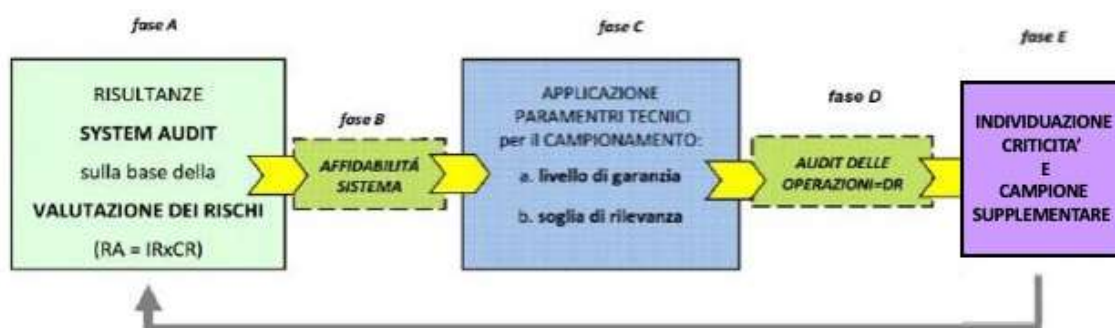 fase A
RISULTANZE
SYSTEM AUDIT
sulla base della
VALUTAZIONE DEI RISCHI
(RA = IRxCR)
fase B
AFFIDABILITÁ
SISTEMA
fase C
APPLICAZIONE
PARAMENTRI TECNICI
per il CAMPIONAMENTO:
a. livello di garanzia
b. soglia di rilevanza
fase D
AUDIT DELLE
OPERAZIONI=DR
fase E
INDIVIDUAZIONE
CRITICITA'
E
CAMPIONE
SUPPLEMENTARE